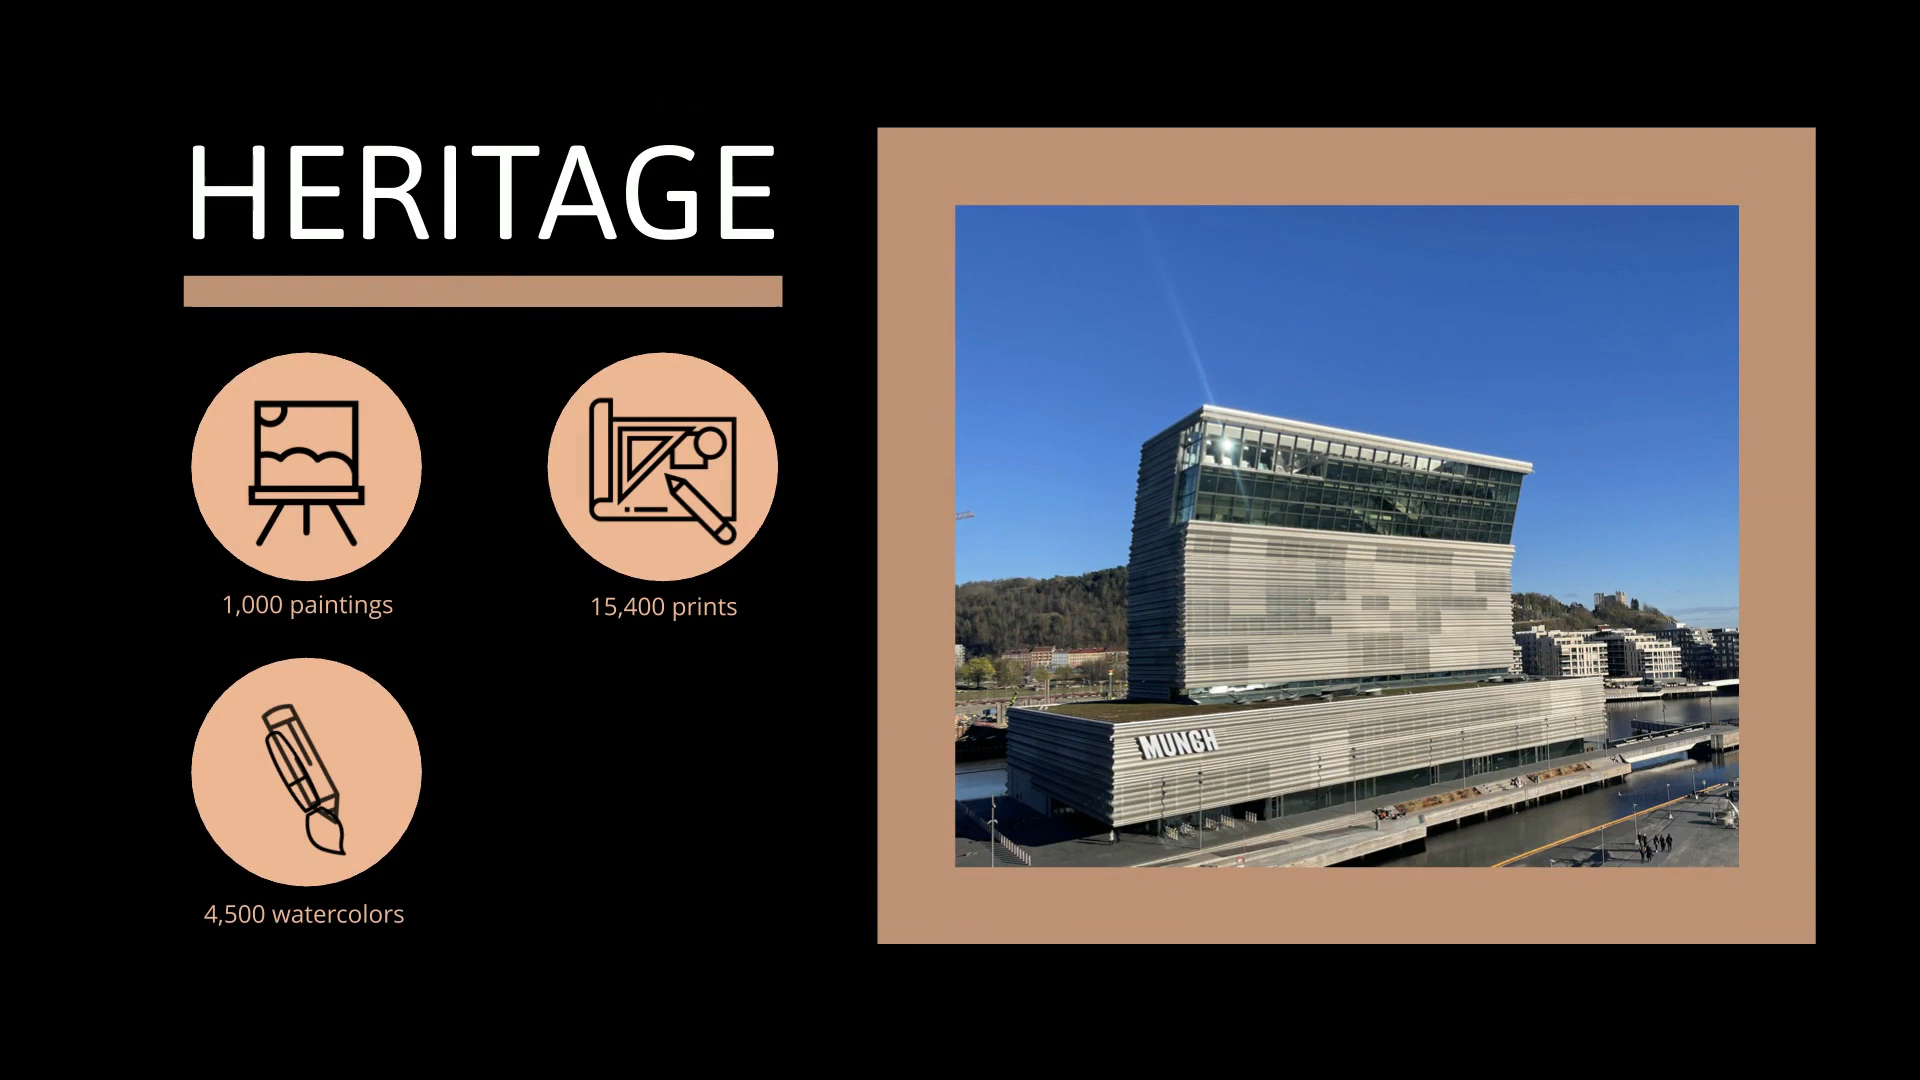 HERITAGE
1,000 paintings
15,400 prints
4,500 watercolors
MUNCH